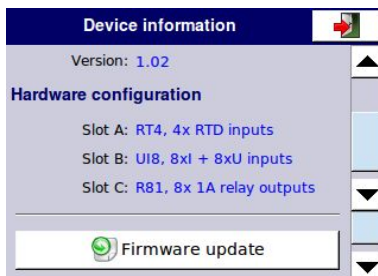 Device information
Version: 1.02
Hardware configuration
Slot A: RT4, 4x RTD inputs
Slot B: UI8, 8xI + 8xU inputs
Slot C: R81, 8x 1A relay outputs
Firmware update